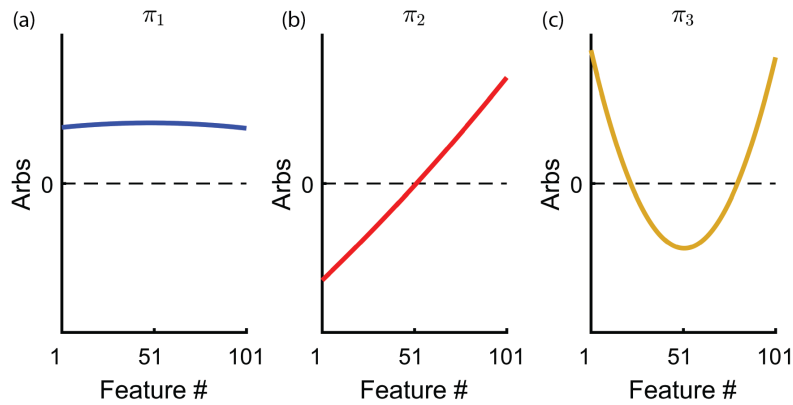 (a) π₁
Arbs
0
1 51 101
Feature #
(b) π₂
Arbs
0
1 51 101
Feature #
(c) π₃
Arbs
0
1 51 101
Feature #